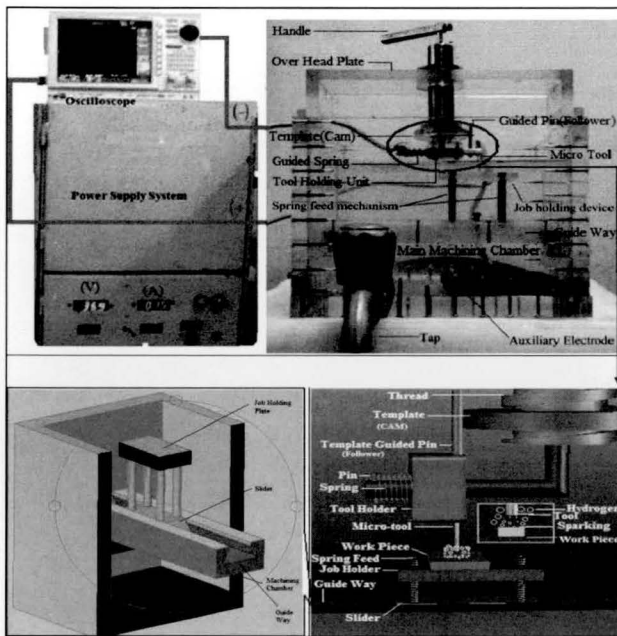 Handle
Over Head Plate
Oscilloscope
(-)
Guided Pin(Follower)
Template(Cam)
Micro Tool
Guided Spring
Tool Holding Unit
Power Supply System
Spring feed mechanism
Job holding device
(+)
Guide Way
Main Machining Chamber
(V) (A)
Tap
Auxiliary Electrode
Job Holding
Plate
Slider
Machining
Chamber
Guide
Way
Thread
Template
(CAM)
Template Guided Pin
(Follower)
Pin
Spring
Tool Holder
Hydrogen
Tool
Sparking
Work Piece
Micro-tool
Work Piece
Spring Feed
Job Holder
Guide Way
Slider